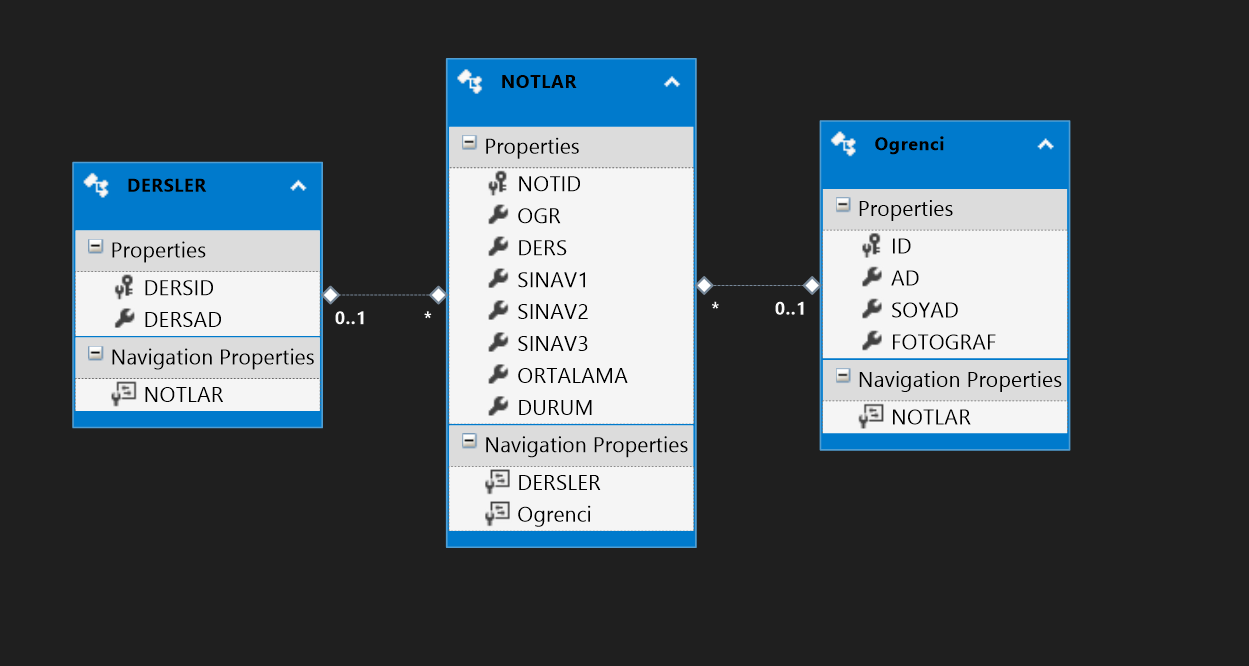 DERSLER
Properties
DERSID
DERSAD
Navigation Properties
NOTLAR
0..1
*
NOTLAR
Properties
NOTID
OGR
DERS
SINAV1
SINAV2
SINAV3
ORTALAMA
DURUM
Navigation Properties
DERSLER
Ogrenci
*
0..1
Ogrenci
Properties
ID
AD
SOYAD
FOTOGRAF
Navigation Properties
NOTLAR